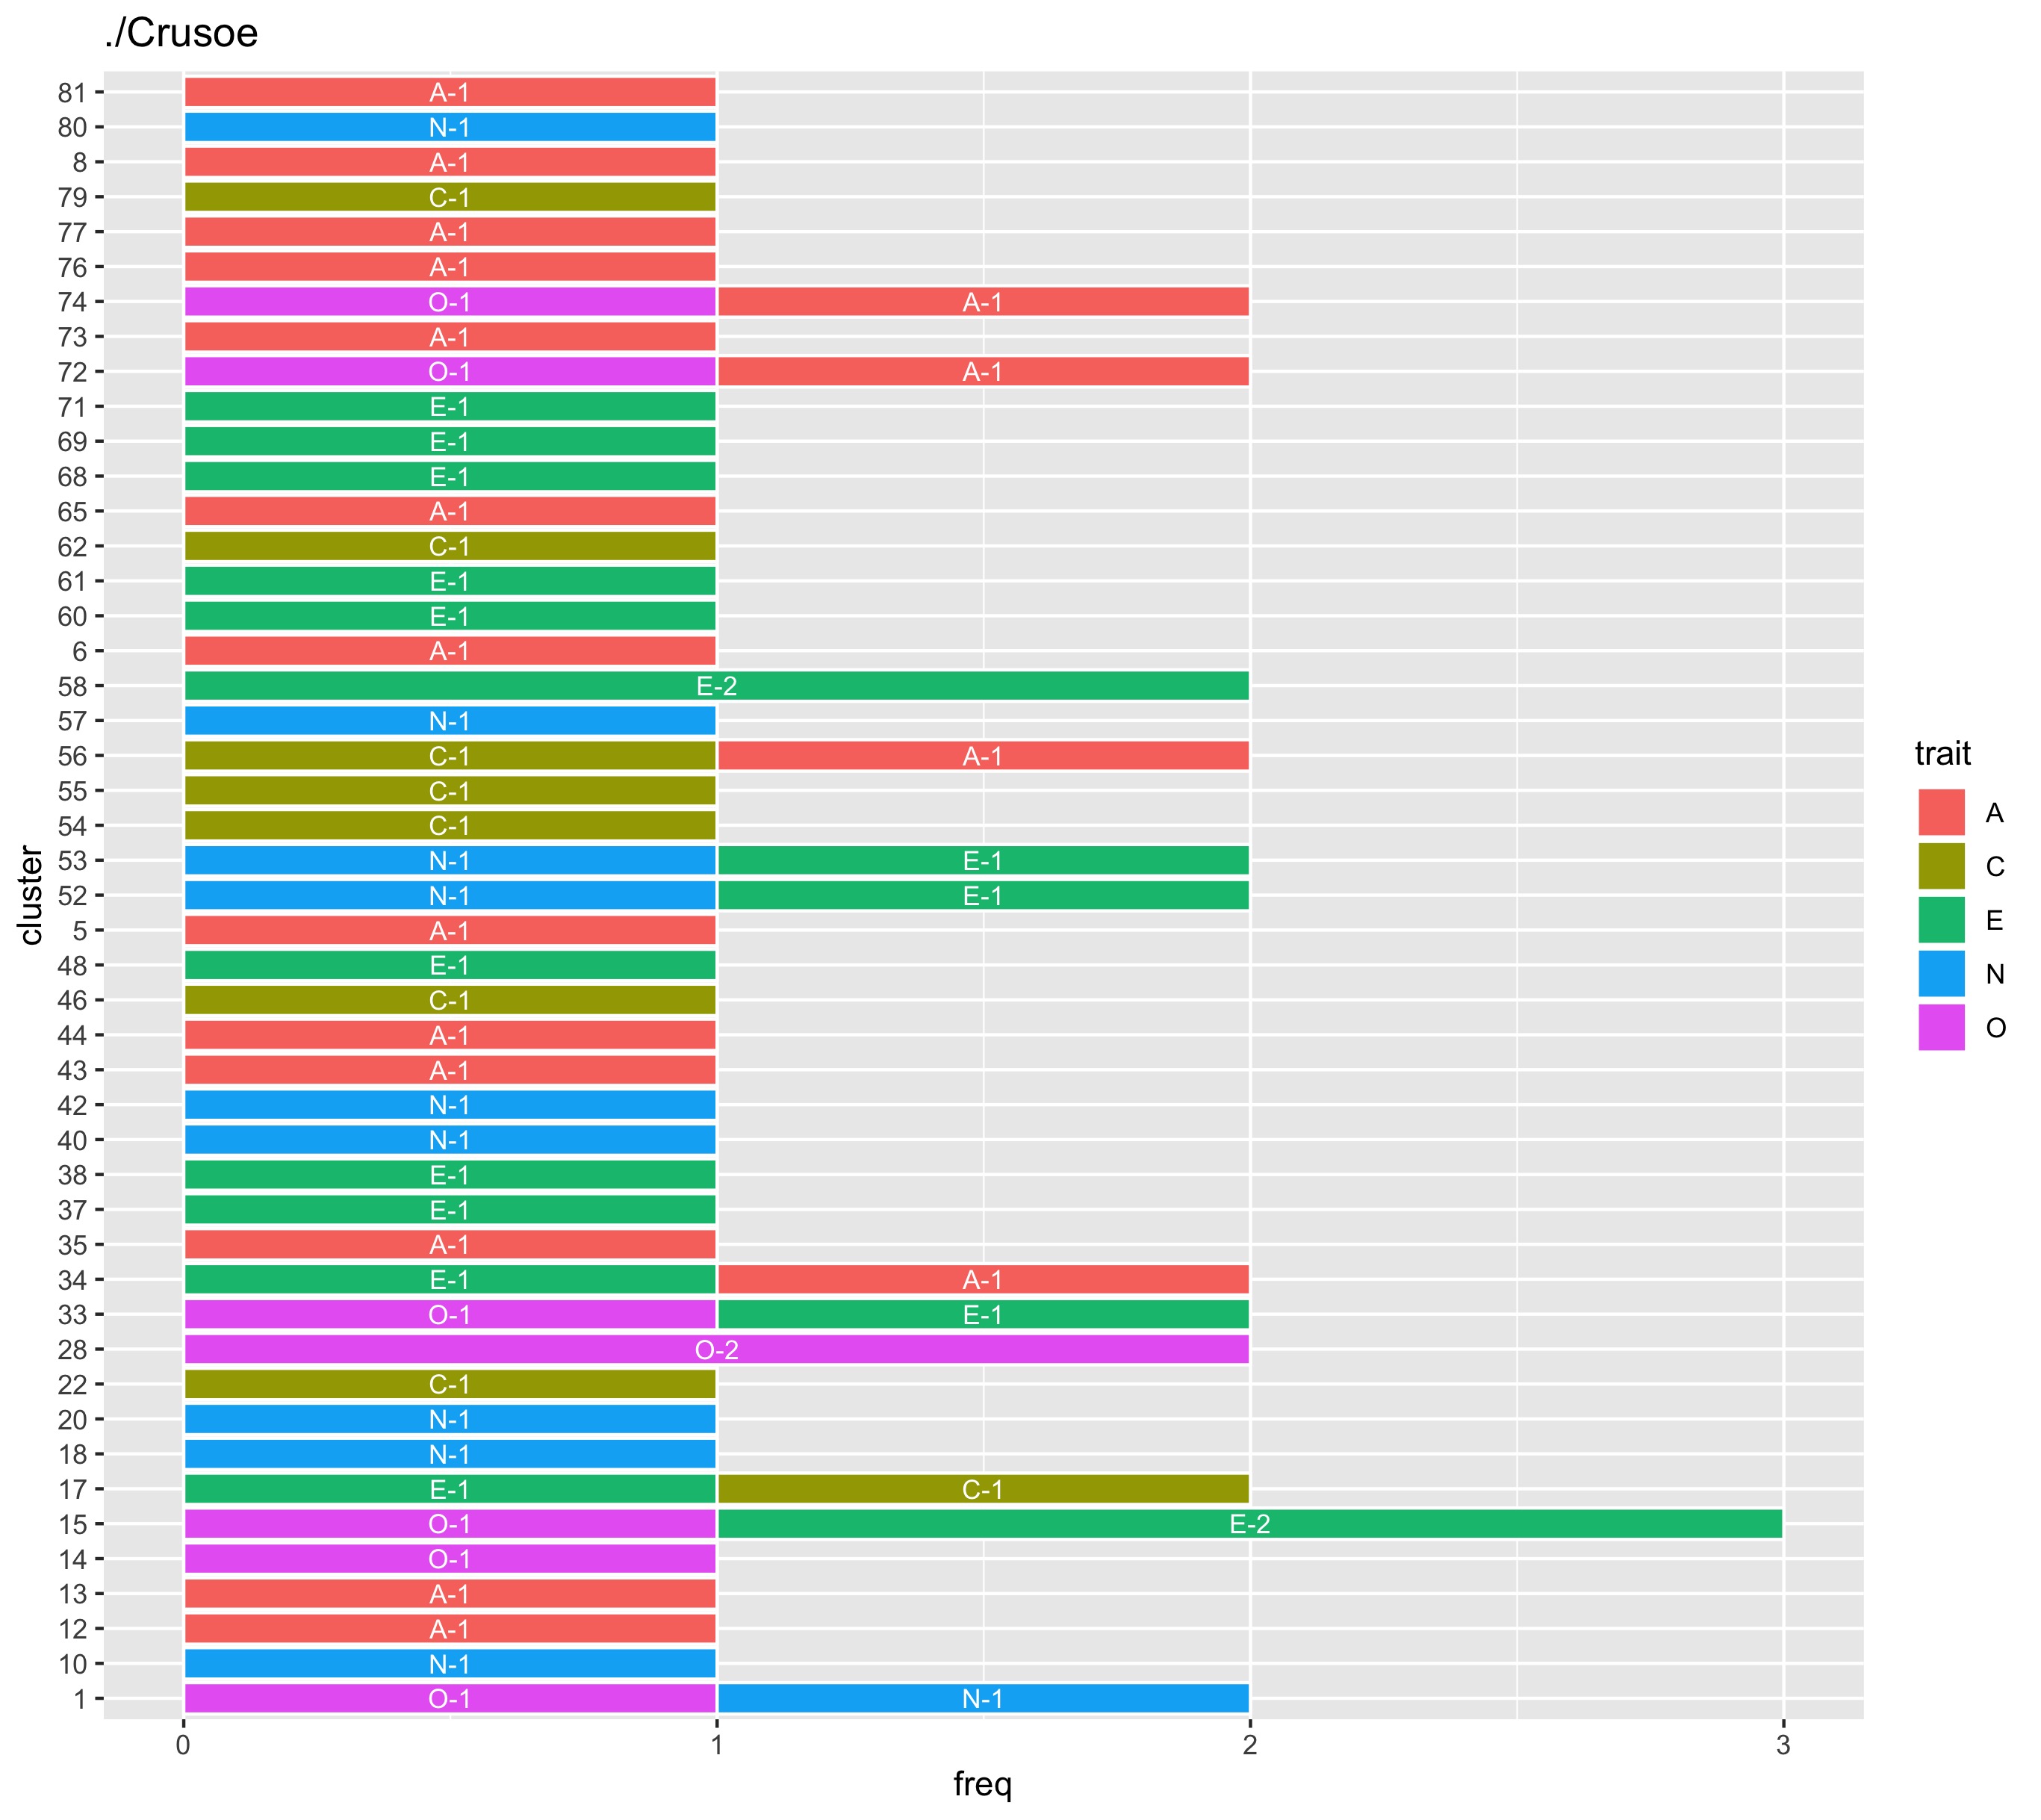 ./Crusoe
81 A-1
80 N-1
8 A-1
79 C-1
77 A-1
76 A-1
74 O-1 A-1
73 A-1
72 O-1 A-1
71 E-1
69 E-1
68 E-1
65 A-1
62 C-1
61 E-1
60 E-1
6 A-1
58 E-2
57 N-1
56 C-1 A-1
55 C-1
54 C-1
53 N-1 E-1
52 N-1 E-1
5 A-1
48 E-1
46 C-1
44 A-1
43 A-1
42 N-1
40 N-1
38 E-1
37 E-1
35 A-1
34 E-1 A-1
33 O-1 E-1
28 O-2
22 C-1
20 N-1
18 N-1
17 E-1 C-1
15 O-1 E-2
14 O-1
13 A-1
12 A-1
10 N-1
1 O-1 N-1
0 1 2 3
freq
cluster
trait
A
C
E
N
O